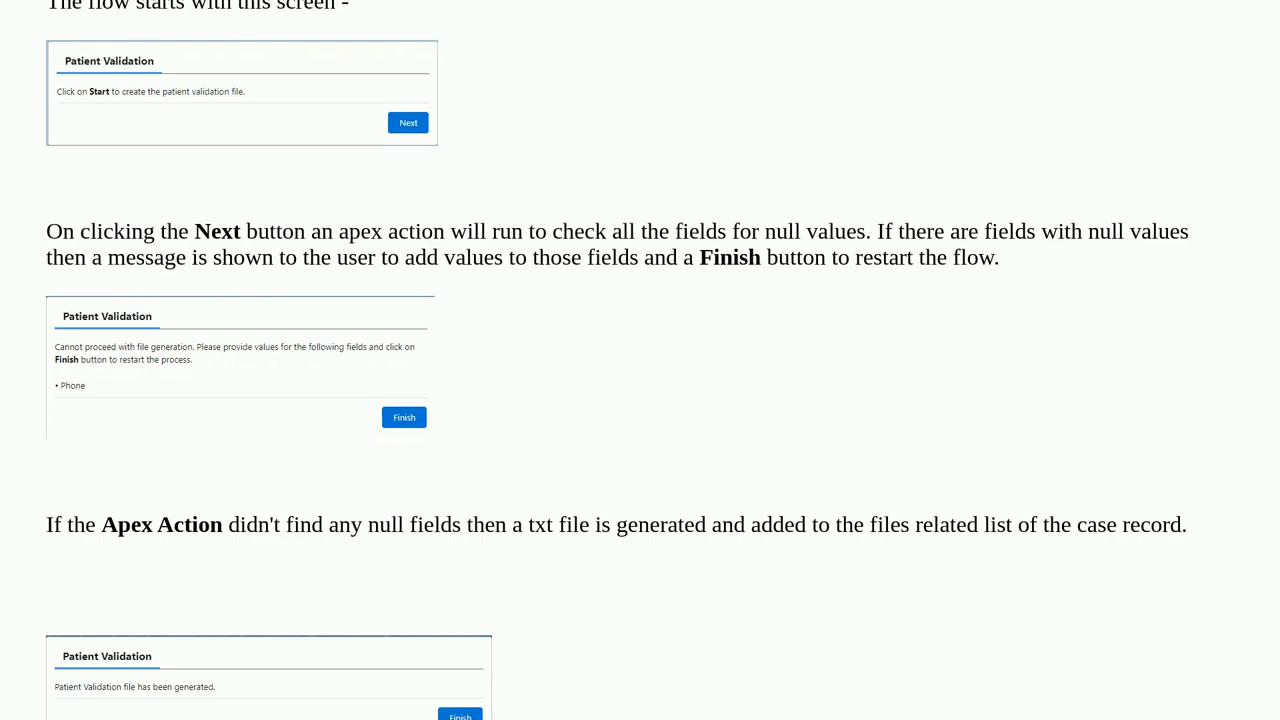 The flow starts with this screen -
Patient Validation
Click on Start to create the patient validation file.
Next
On clicking the Next button an apex action will run to check all the fields for null values. If there are fields with null values
then a message is shown to the user to add values to those fields and a Finish button to restart the flow.
Patient Validation
Cannot proceed with file generation. Please provide values for the following fields and click on
Finish button to restart the process.
• Phone
Finish
If the Apex Action didn't find any null fields then a txt file is generated and added to the files related list of the case record.
Patient Validation
Patient Validation file has been generated.
Finish